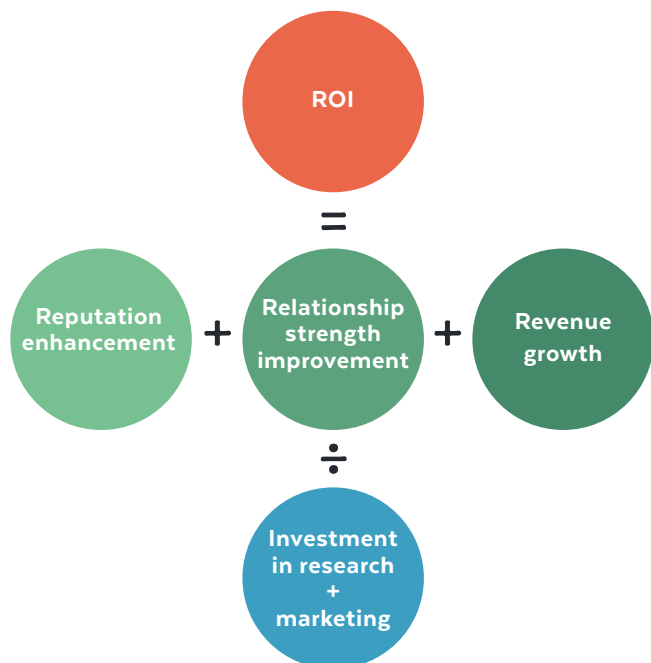 ROI
=
Reputation
enhancement
+
Relationship
strength
improvement
+
Revenue
growth
÷
Investment
in research
+
marketing